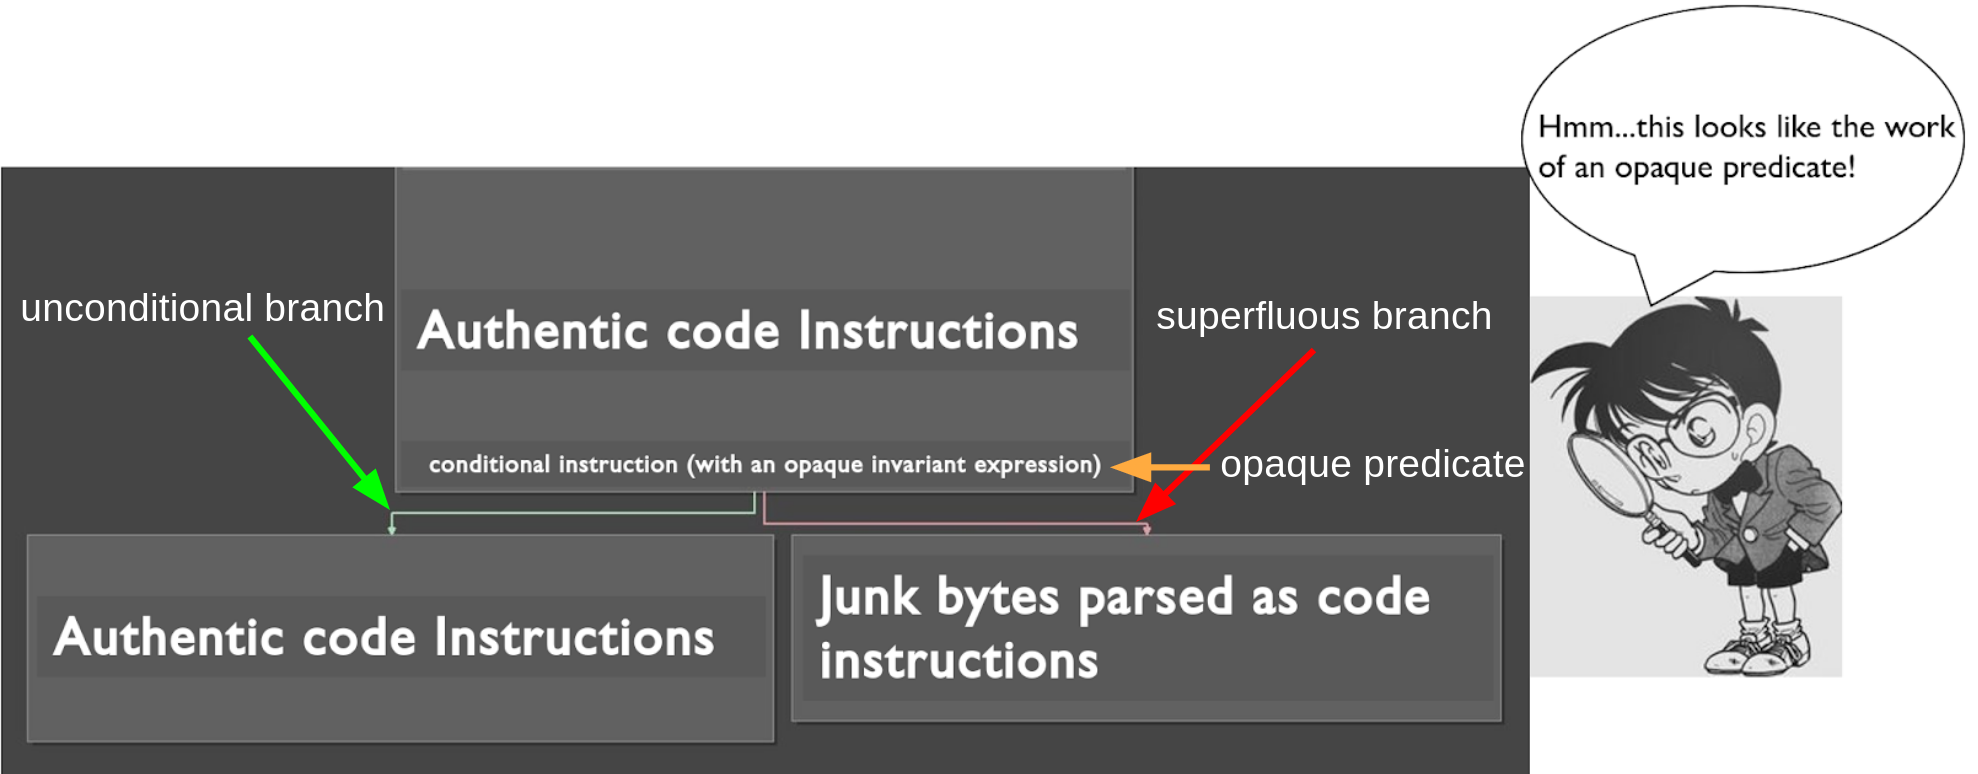 Hmm...this looks like the work
of an opaque predicate!
unconditional branch
Authentic code Instructions
superfluous branch
conditional instruction (with an opaque invariant expression)
opaque predicate
Authentic code Instructions
Junk bytes parsed as code
instructions